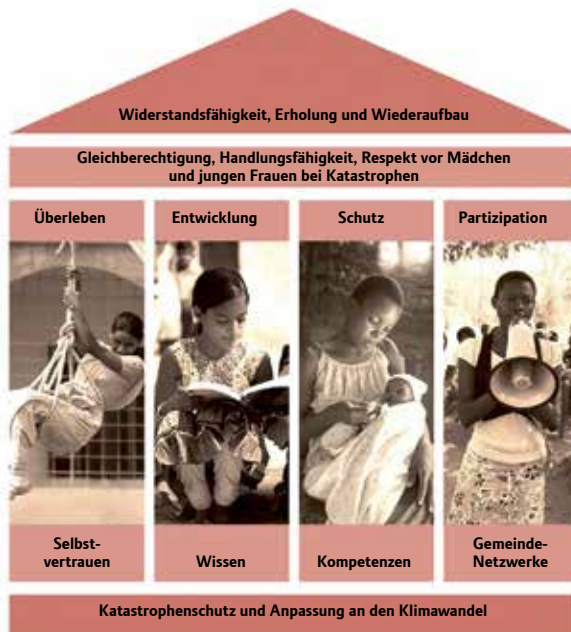 Widerstandsfähigkeit, Erholung und Wiederaufbau
Gleichberechtigung, Handlungsfähigkeit, Respekt vor Mädchen
und jungen Frauen bei Katastrophen
Überleben
Entwicklung
Schutz
Partizipation
Selbst-
vertrauen
Wissen
Kompetenzen
Gemeinde-
Netzwerke
Katastrophenschutz und Anpassung an den Klimawandel